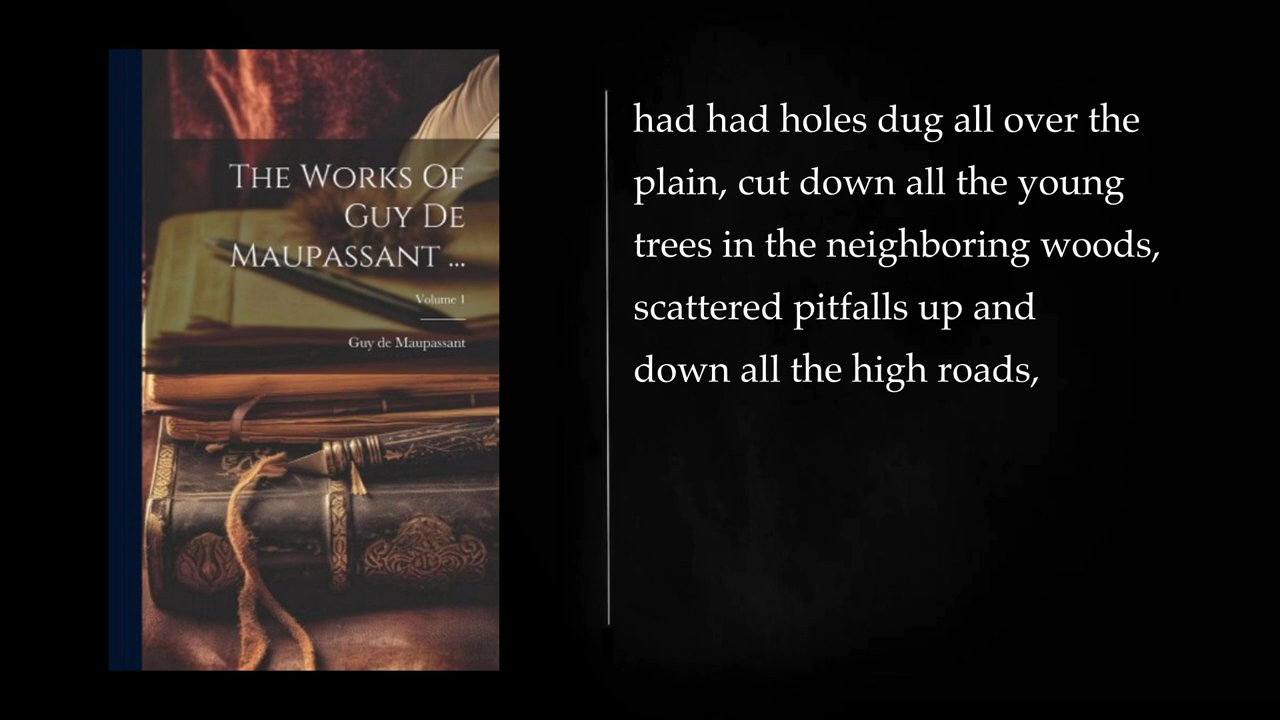 The Works Of
Guy De
Maupassant ...
Volume 1
Guy de Maupassant
had had holes dug all over the
plain, cut down all the young
trees in the neighboring woods,
scattered pitfalls up and
down all the high roads,